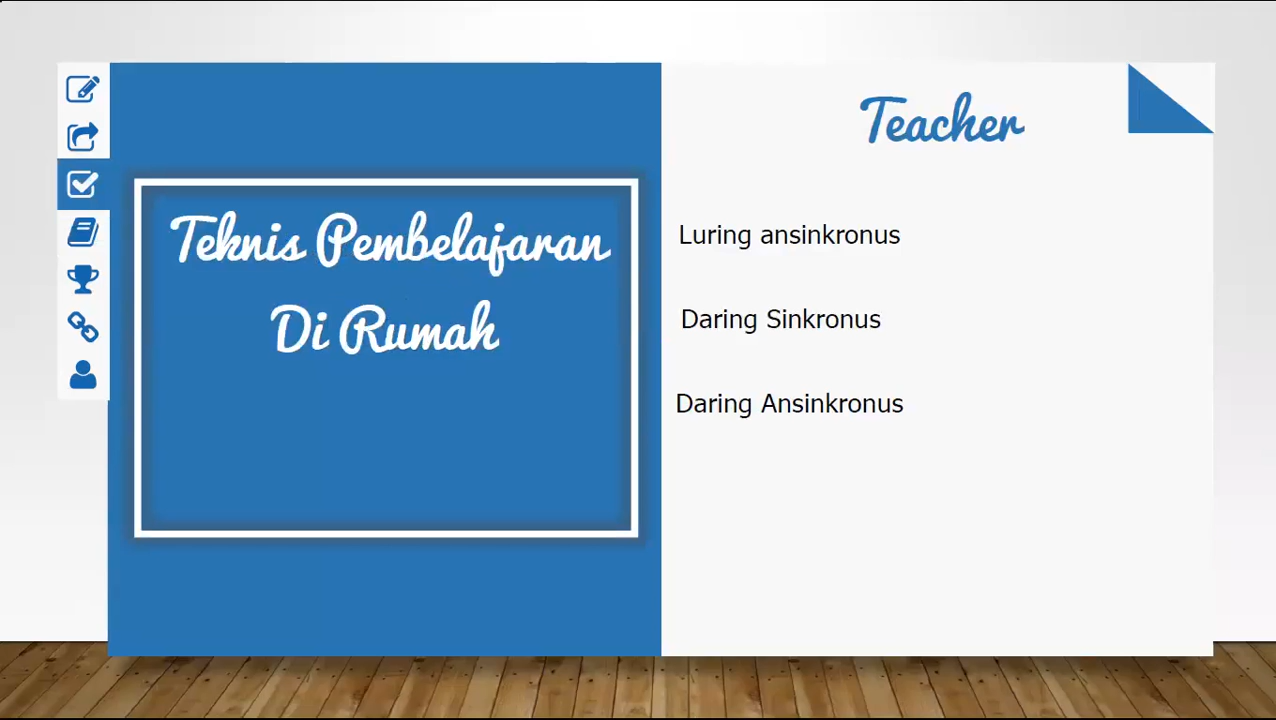 Teknis Pembelajaran
Di Rumah
Teacher
Luring ansinkronus
Daring Sinkronus
Daring Ansinkronus